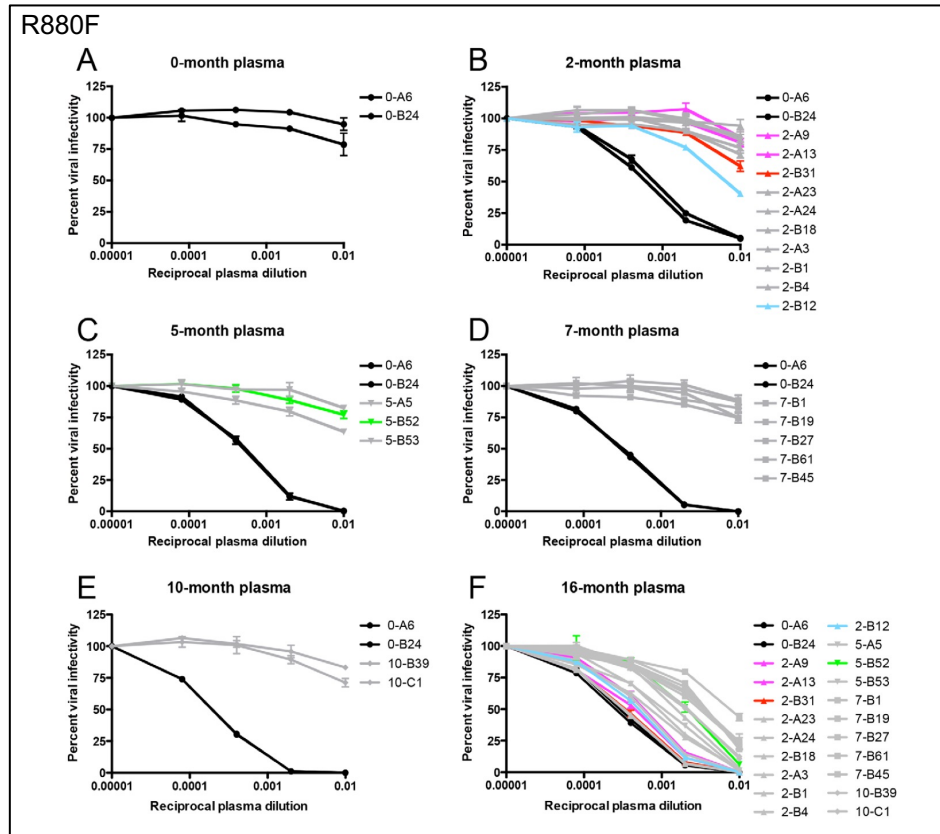 R880F
A
0-month plasma
Percent viral infectivity
125
100
75
50
25
0
0.00001
0.0001
0.001
0.01
Reciprocal plasma dilution
0-A6
0-B24
B
2-month plasma
Percent viral infectivity
125
100
75
50
25
0
0.00001
0.0001
0.001
0.01
Reciprocal plasma dilution
0-A6
0-B24
2-A9
2-A13
2-B31
2-A23
2-A24
2-B18
2-A3
2-B1
2-B4
2-B12
C
5-month plasma
Percent viral infectivity
125
100
75
50
25
0
0.00001
0.0001
0.001
0.01
Reciprocal plasma dilution
0-A6
0-B24
5-A5
5-B52
5-B53
D
7-month plasma
Percent viral infectivity
125
100
75
50
25
0
0.00001
0.0001
0.001
0.01
Reciprocal plasma dilution
0-A6
0-B24
7-B1
7-B19
7-B27
7-B61
7-B45
E
10-month plasma
Percent viral infectivity
125
100
75
50
25
0
0.00001
0.0001
0.001
0.01
Reciprocal plasma dilution
0-A6
0-B24
10-B39
10-C1
F
16-month plasma
Percent viral infectivity
125
100
75
50
25
0
0.00001
0.0001
0.001
0.01
Reciprocal plasma dilution
0-A6
0-B24
2-A9
2-A13
2-B31
2-A23
2-A24
2-B18
2-A3
2-B1
2-B4
2-B12
5-A5
5-B52
5-B53
7-B1
7-B19
7-B27
7-B61
7-B45
10-B39
10-C1